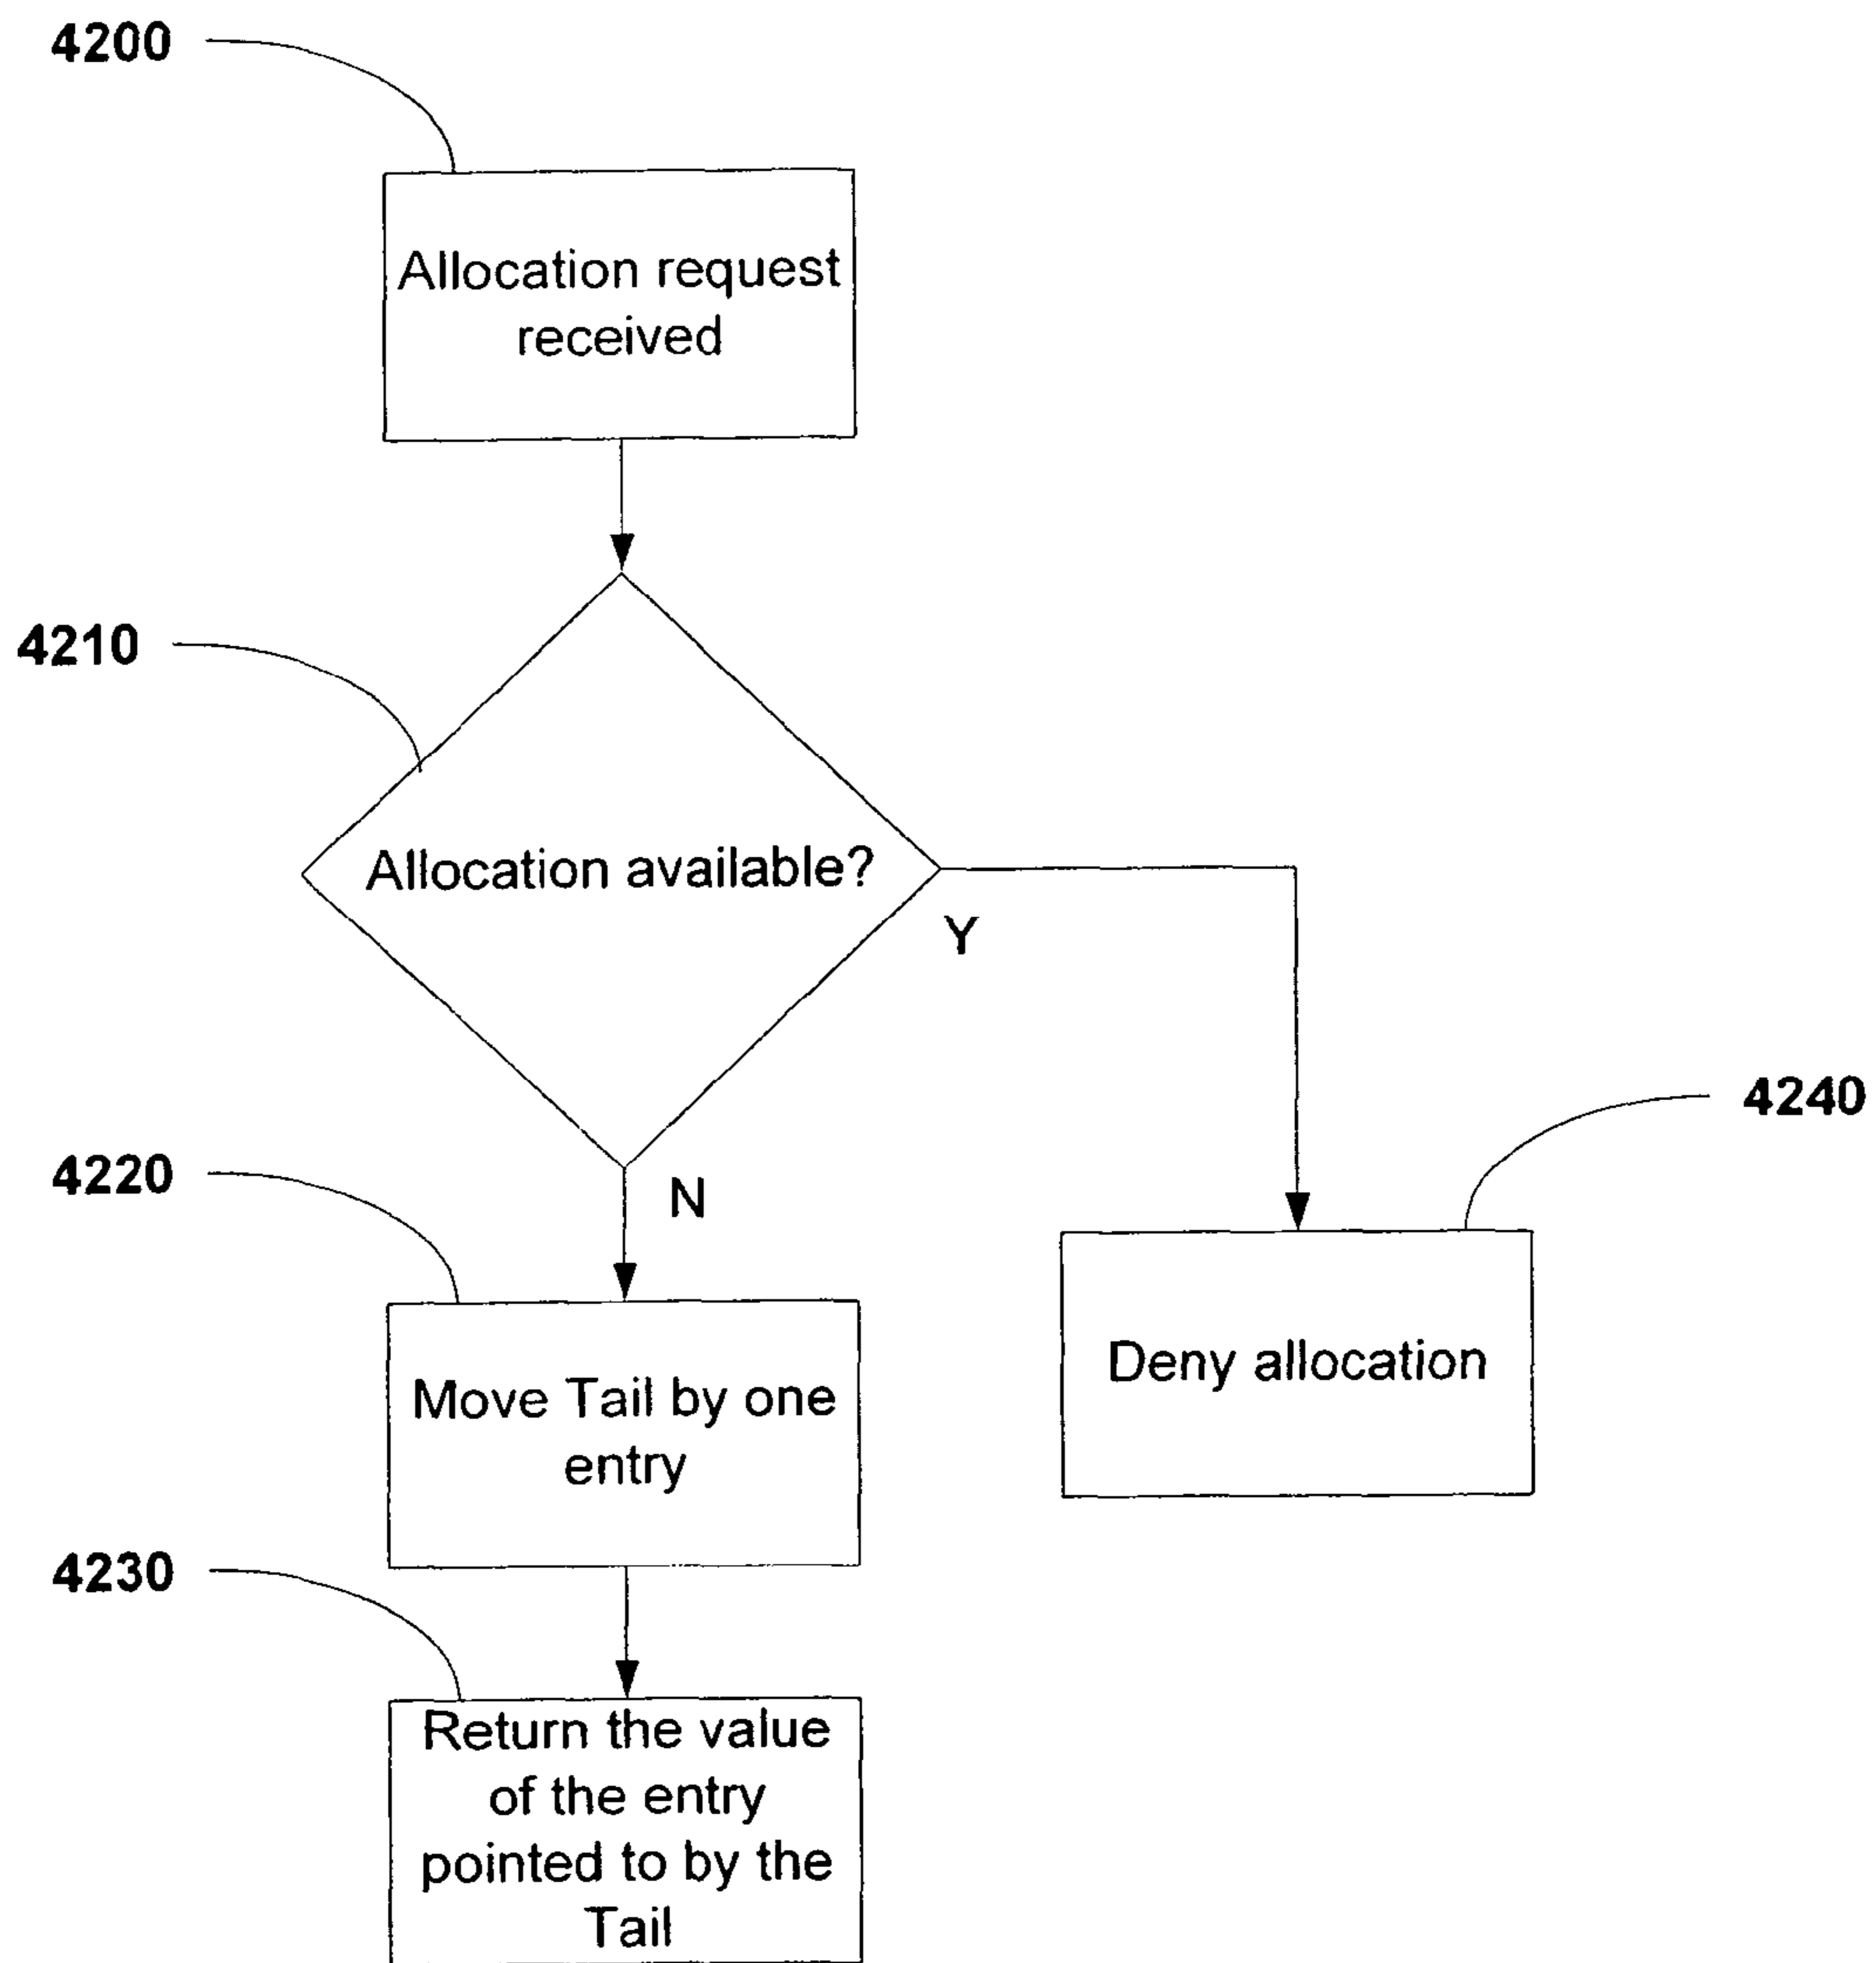 4200
Allocation request
received
4210
Allocation available?
Y
4240
4220
N
Move Tail by one
entry
Deny allocation
4230
Return the value
of the entry
pointed to by the
Tail